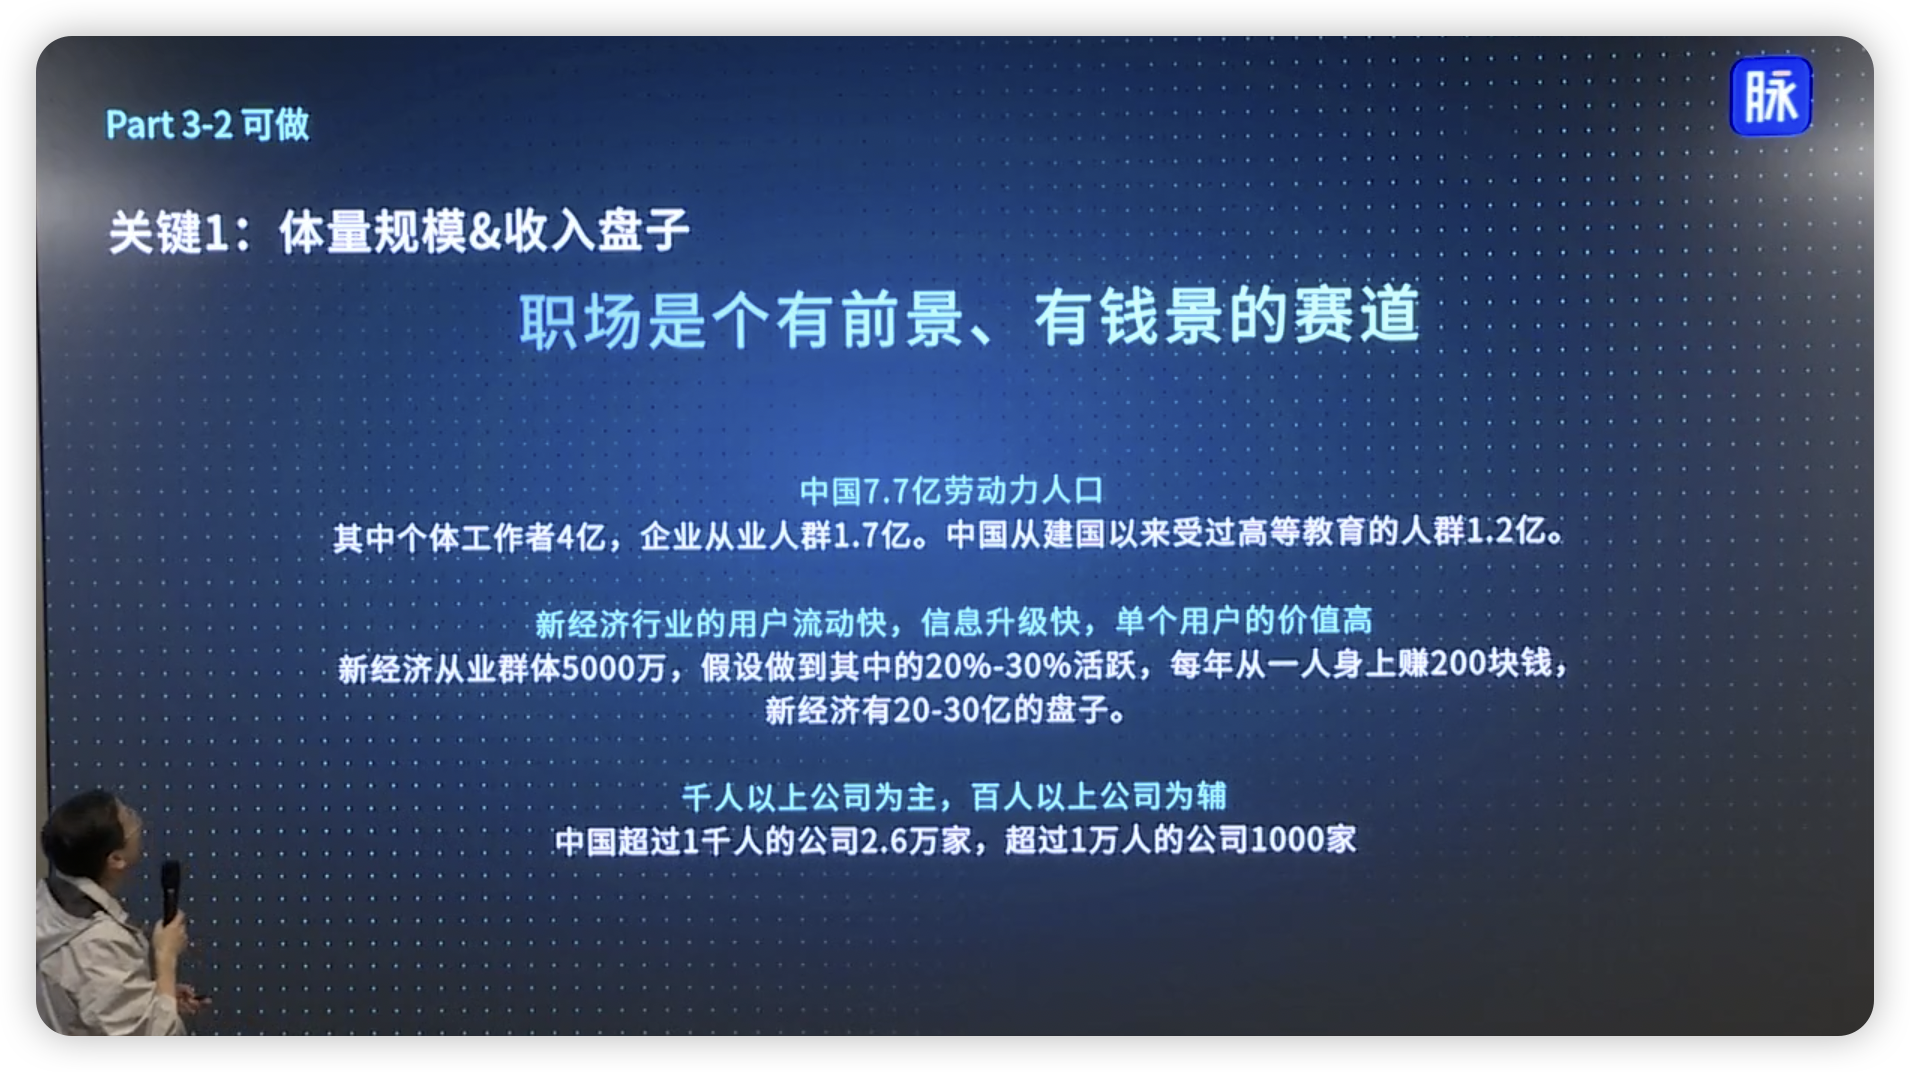 脉
Part 3-2 可做
关键1：体量规模&收入盘子
职场是个有前景、有钱景的赛道
中国7.7亿劳动力人口
其中个体工作者4亿，企业从业人群1.7亿。中国从建国以来受过高等教育的人群1.2亿。
新经济行业的用户流动快，信息升级快，单个用户的价值高
新经济从业群体5000万，假设做到其中的20%-30%活跃，每年从一人身上赚200块钱，
新经济有20-30亿的盘子。
千人以上公司为主，百人以上公司为辅
中国超过1千人的公司2.6万家，超过1万人的公司1000家